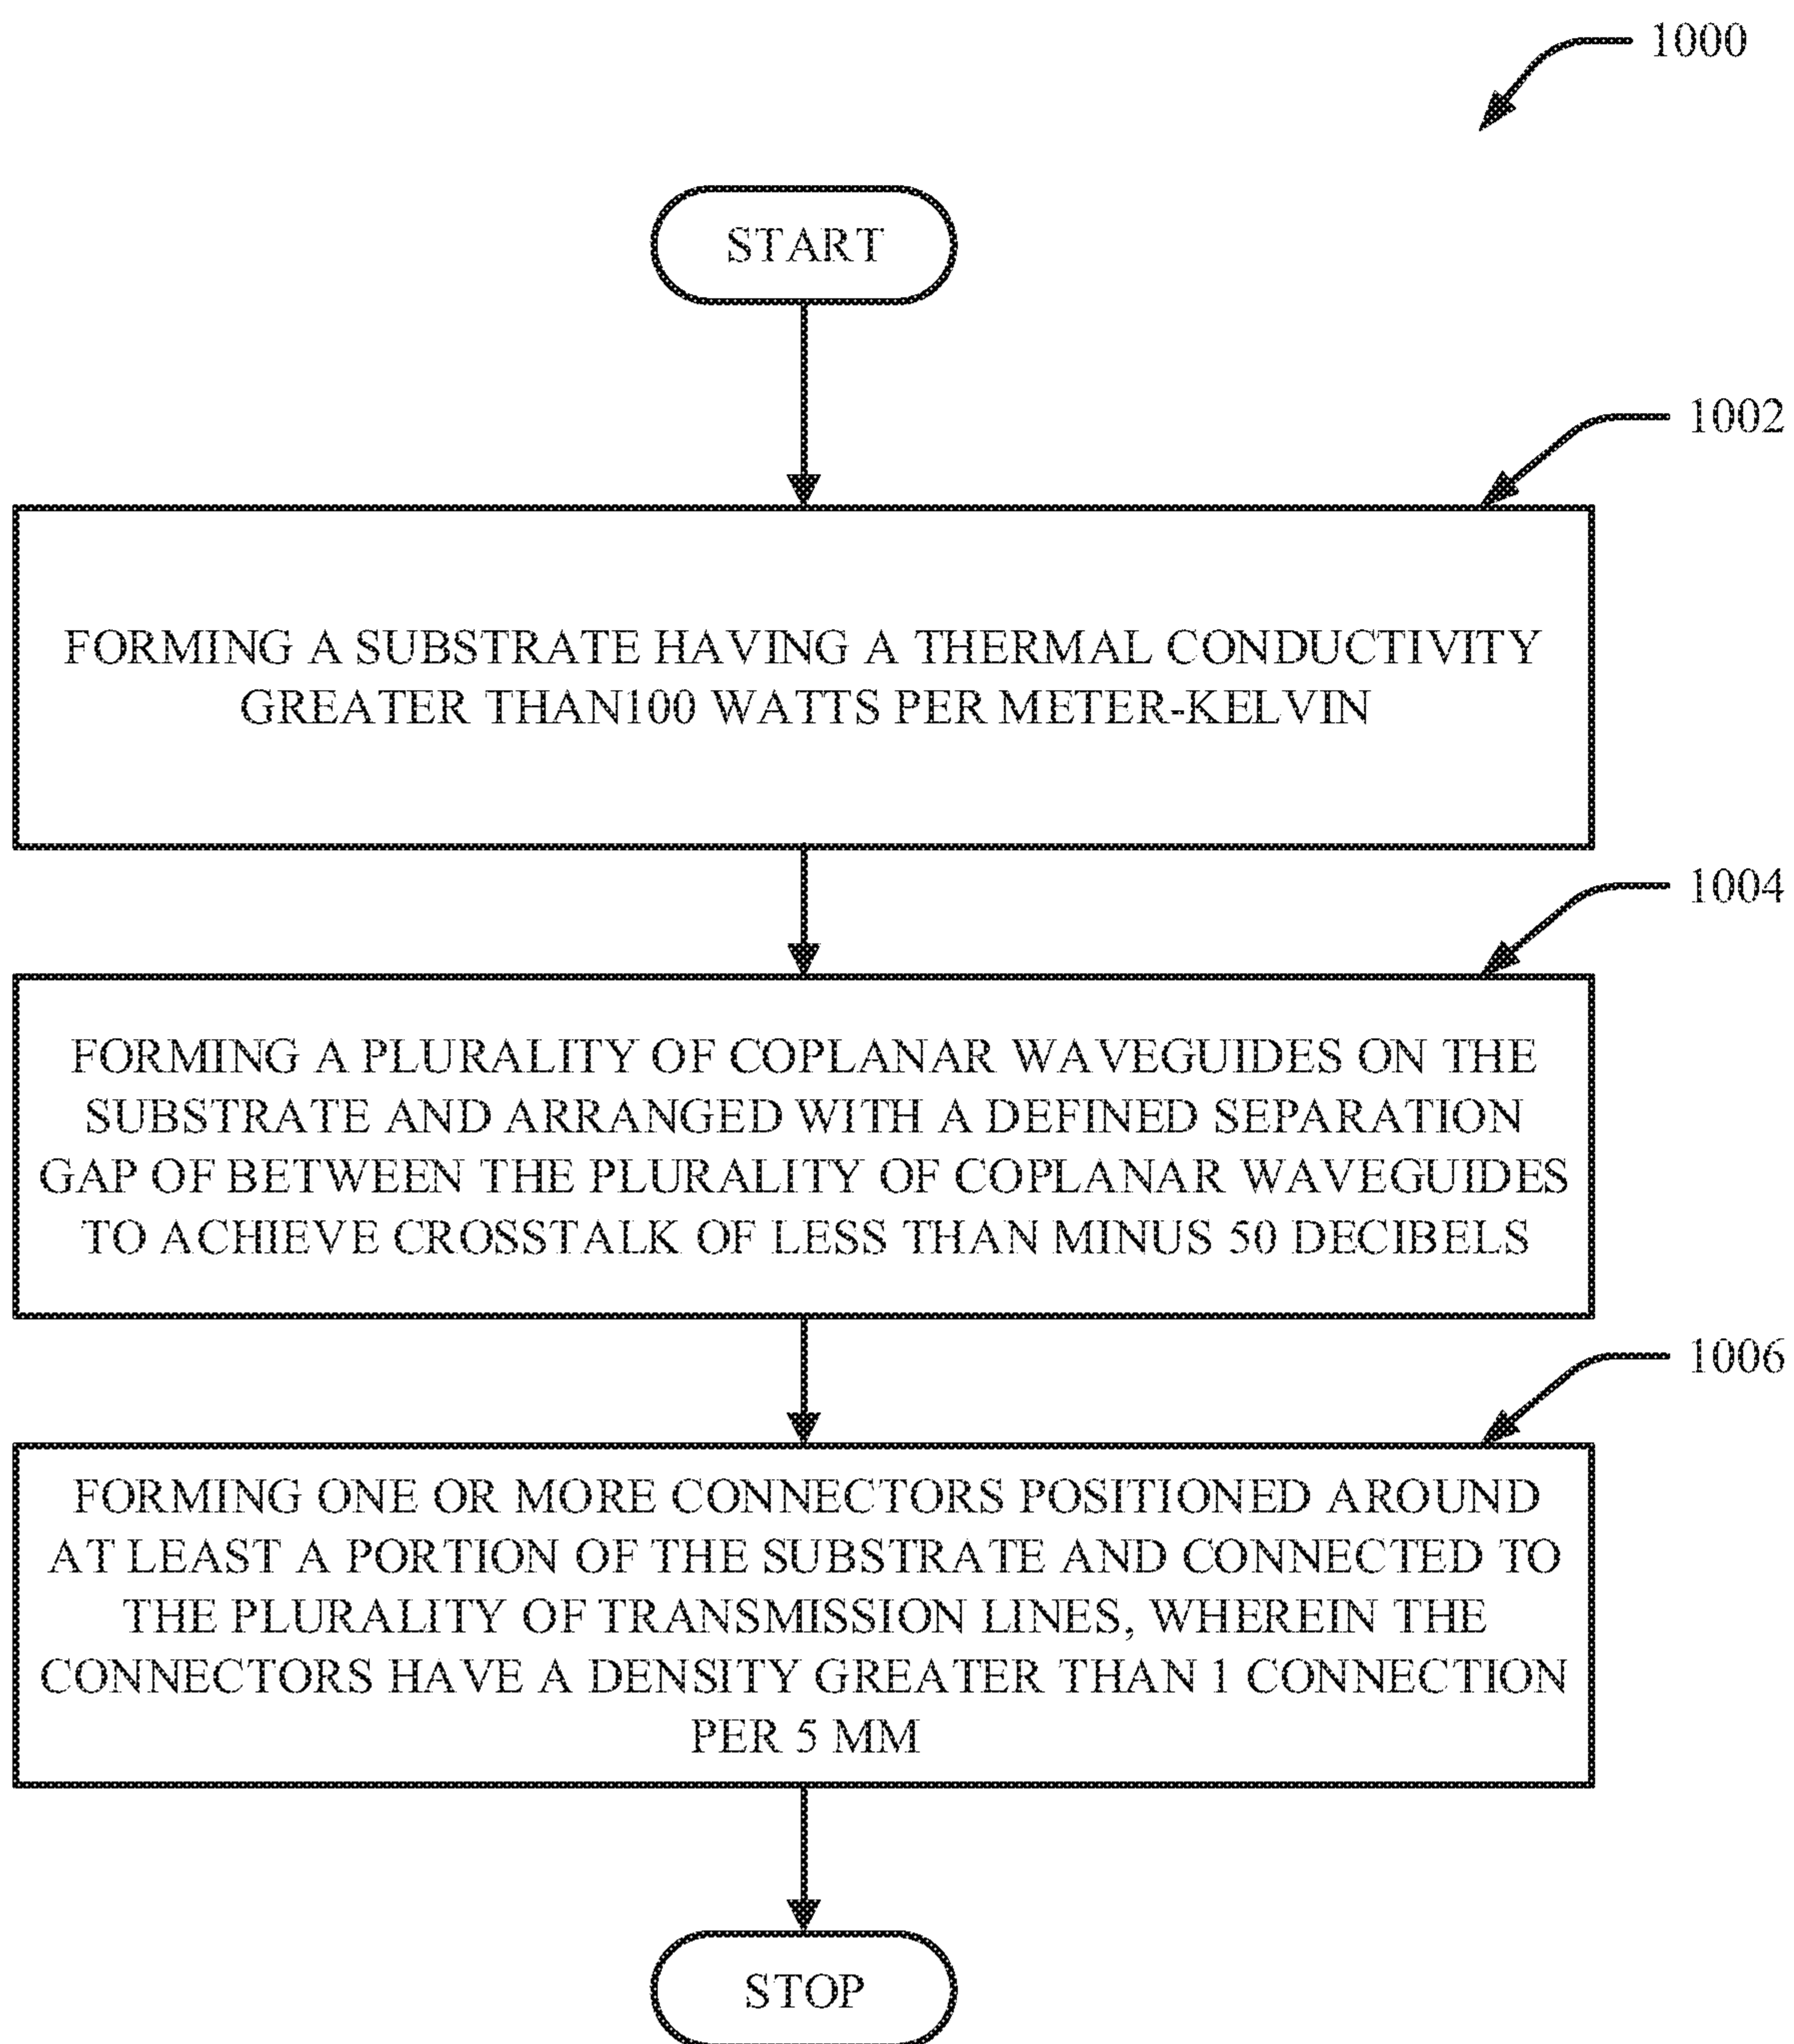 1000
START
1002
FORMING A SUBSTRATE HAVING A THERMAL CONDUCTIVITY
GREATER THAN100 WATTS PER METER-KELVIN
1004
FORMING A PLURALITY OF COPLANAR WAVEGUIDES ON THE
SUBSTRATE AND ARRANGED WITH A DEFINED SEPARATION
GAP OF BETWEEN THE PLURALITY OF COPLANAR WAVEGUIDES
TO ACHIEVE CROSSTALK OF LESS THAN MINUS 50 DECIBELS
1006
FORMING ONE OR MORE CONNECTORS POSITIONED AROUND
AT LEAST A PORTION OF THE SUBSTRATE AND CONNECTED TO
THE PLURALITY OF TRANSMISSION LINES, WHEREIN THE
CONNECTORS HAVE A DENSITY GREATER THAN 1 CONNECTION
PER 5 MM
STOP